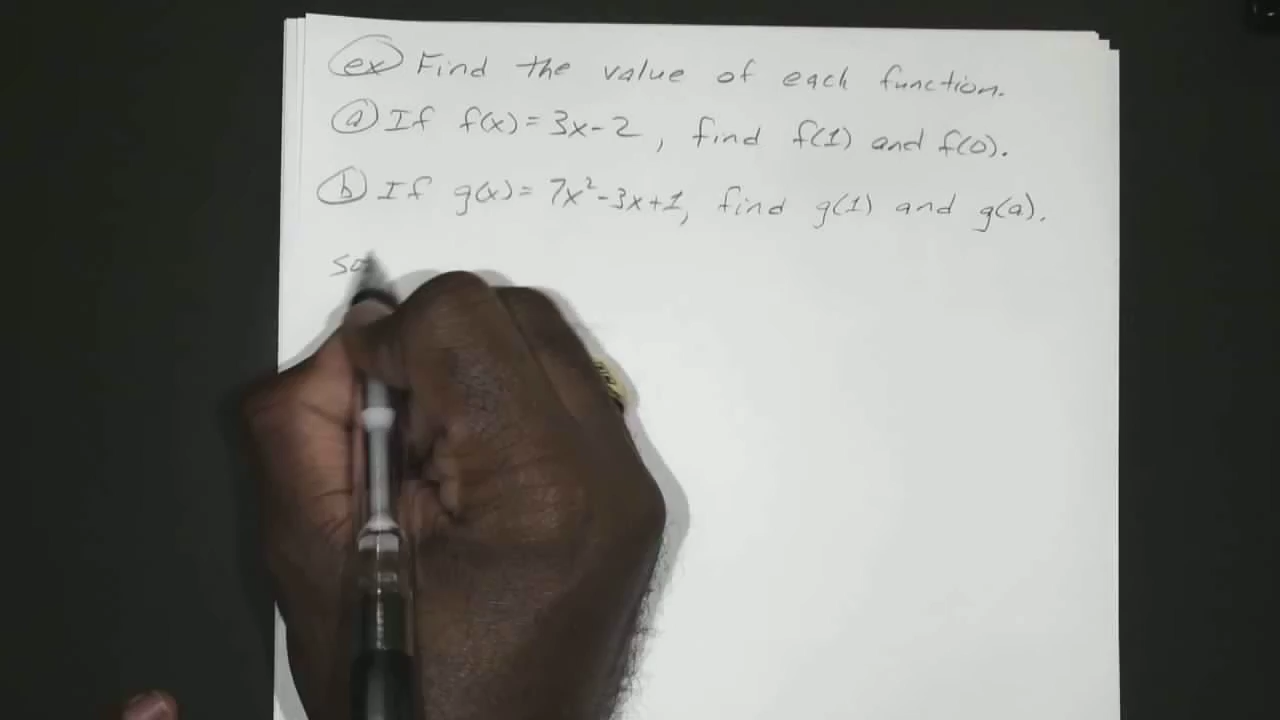 ex Find the value of each function.
a) If f(x) = 3x-2, find f(1) and f(0).
b) If g(x) = 7x²-3x+1, find g(1) and g(a).